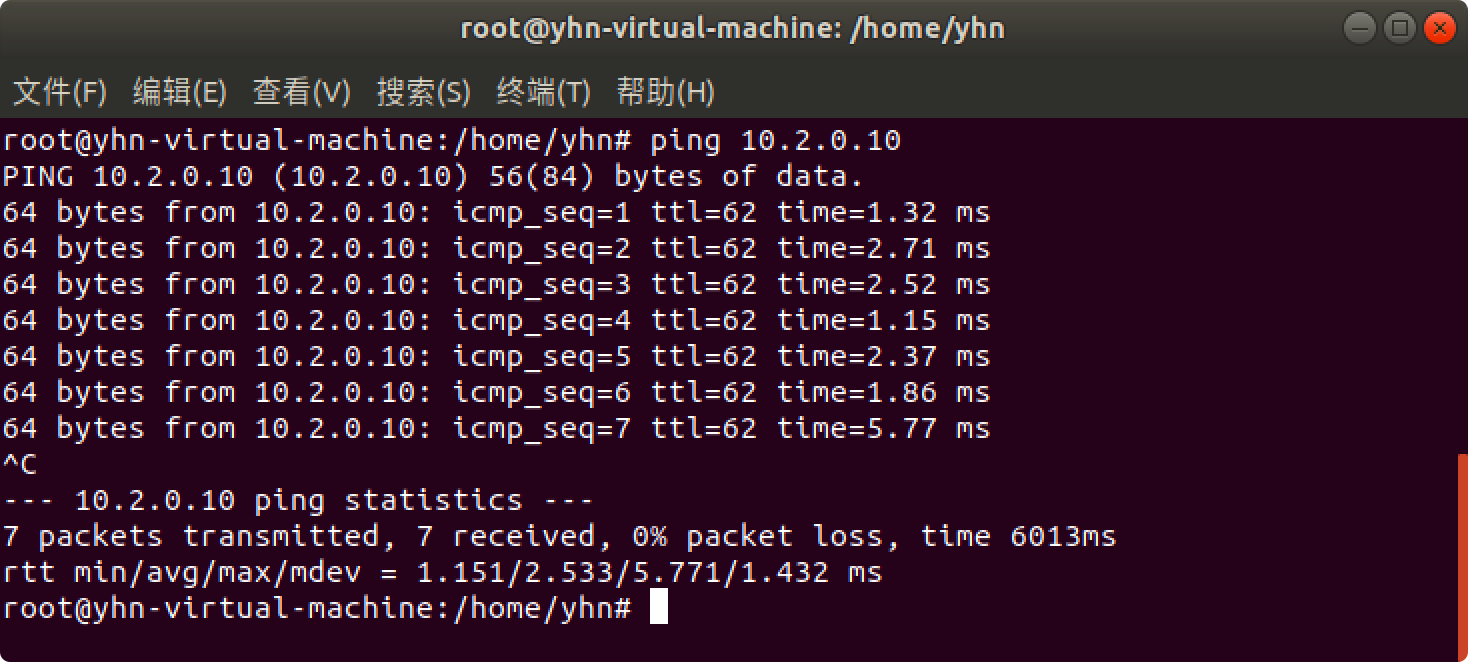 root@yhn-virtual-machine: /home/yhn
文件(F) 编辑(E) 查看(V) 搜索(S) 终端(T) 帮助(H)
root@yhn-virtual-machine:/home/yhn# ping 10.2.0.10
PING 10.2.0.10 (10.2.0.10) 56(84) bytes of data.
64 bytes from 10.2.0.10: icmp_seq=1 ttl=62 time=1.32 ms
64 bytes from 10.2.0.10: icmp_seq=2 ttl=62 time=2.71 ms
64 bytes from 10.2.0.10: icmp_seq=3 ttl=62 time=2.52 ms
64 bytes from 10.2.0.10: icmp_seq=4 ttl=62 time=1.15 ms
64 bytes from 10.2.0.10: icmp_seq=5 ttl=62 time=2.37 ms
64 bytes from 10.2.0.10: icmp_seq=6 ttl=62 time=1.86 ms
64 bytes from 10.2.0.10: icmp_seq=7 ttl=62 time=5.77 ms
^C
--- 10.2.0.10 ping statistics ---
7 packets transmitted, 7 received, 0% packet loss, time 6013ms
rtt min/avg/max/mdev = 1.151/2.533/5.771/1.432 ms
root@yhn-virtual-machine:/home/yhn#